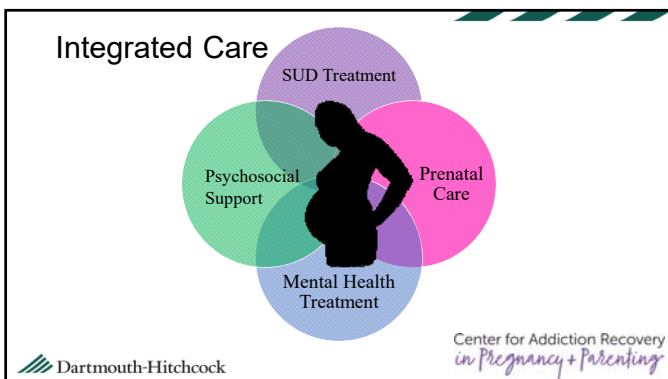 Integrated Care
SUD Treatment
Psychosocial
Support
Prenatal
Care
Mental Health
Treatment
Dartmouth-Hitchcock
Center for Addiction Recovery
in Pregnancy + Parenting